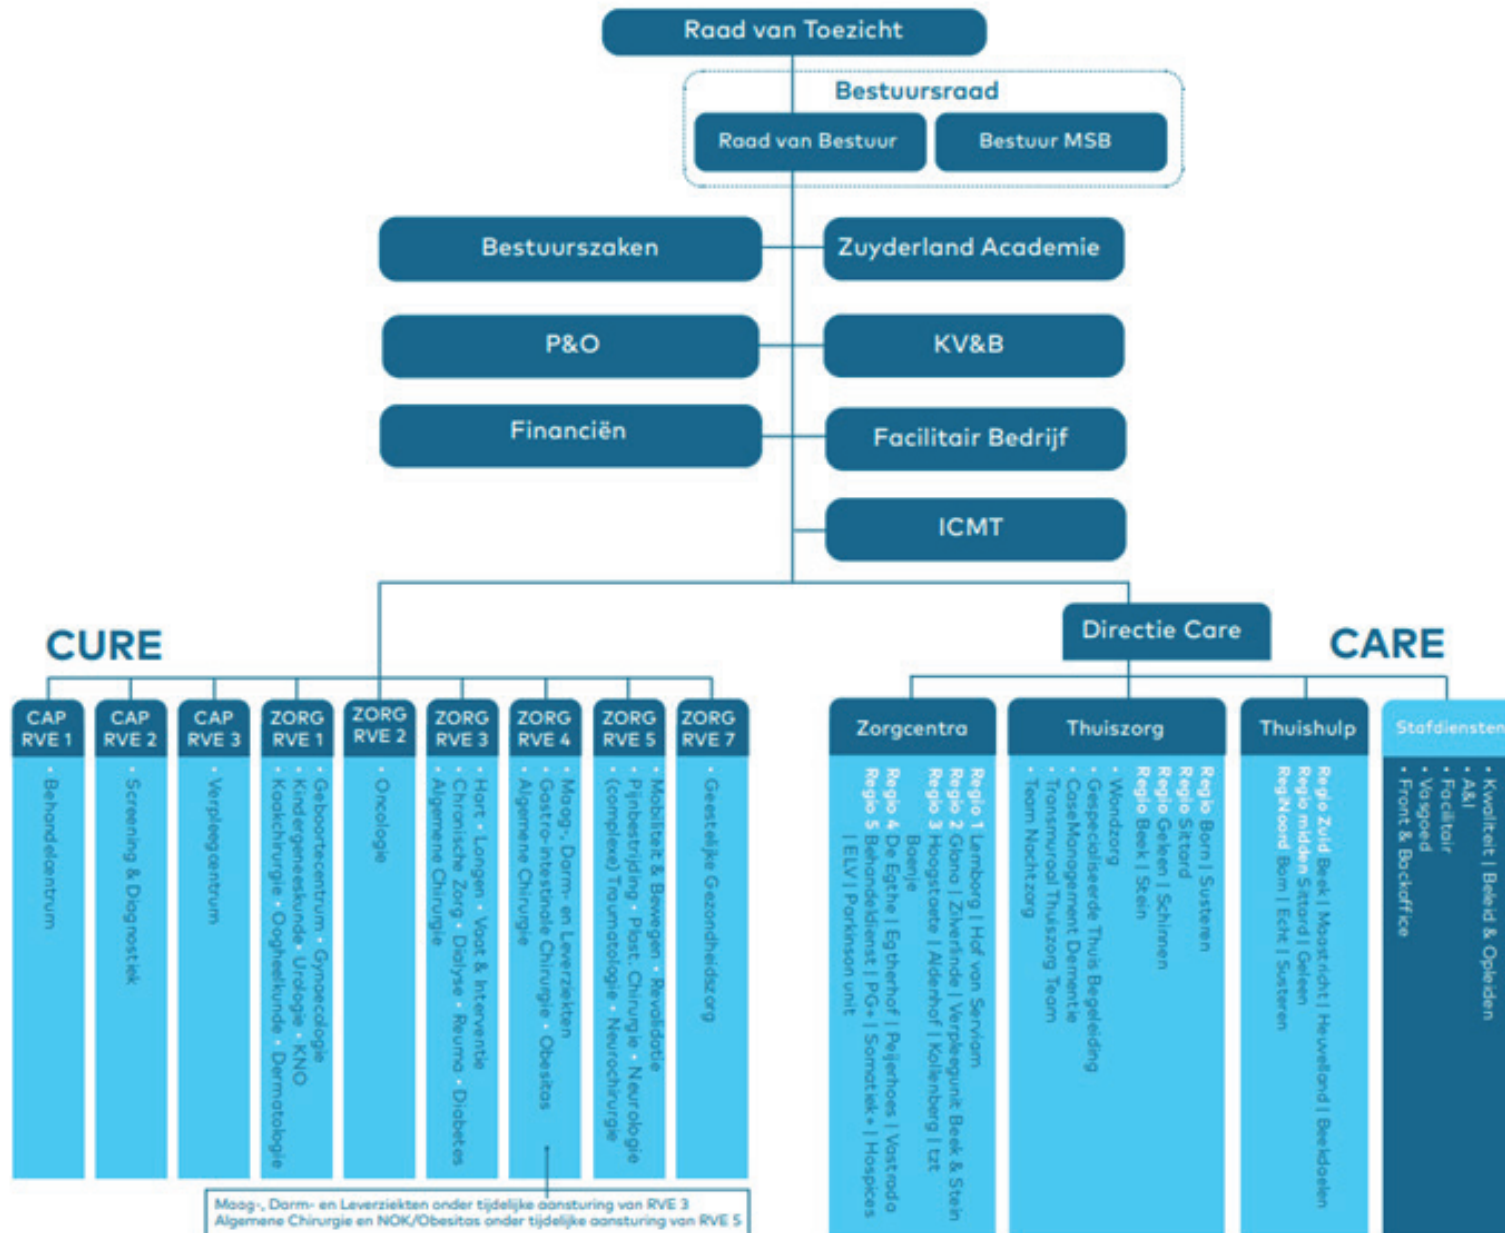 Raad van Toezicht
Bestuursraad
Raad van Bestuur
Bestuur MSB
Bestuurszaken
Zuyderland Academie
P&O
KV&B
Financiën
Facilitair Bedrijf
ICMT
CURE
Directie Care
CARE
CAP
RVE 1
• Behandelcentrum
CAP
RVE 2
• Screening & Diagnostiek
CAP
RVE 3
• Verpleegcentrum
ZORG
RVE 1
• Geboortecentrum • Gynaecologie
• Kindergeneeskunde • Urologie • KNO
• Kaakchirurgie • Oogheelkunde • Dermatologie
ZORG
RVE 2
• Oncologie
ZORG
RVE 3
• Hart • Longen • Vaat & Interventie
• Chronische Zorg • Dialyse • Reuma • Diabetes
• Algemene Chirurgie
ZORG
RVE 4
• Maag-, Darm- en Leverziekten
• Gastro-intestinale Chirurgie • Obesitas
• Algemene Chirurgie
ZORG
RVE 5
• Mobiliteit & Bewegen • Revalidatie
• Pijnbestrijding • Plast. Chirurgie • Neurologie
• (complexe) Traumatologie • Neurochirurgie
ZORG
RVE 7
• Geestelijke Gezondheidszorg
Maag-, Darm- en Leverziekten onder tijdelijke aansturing van RVE 3
Algemene Chirurgie en NOK/Obesitas onder tijdelijke aansturing van RVE 5
Zorgcentra
Regio 1 Lemborg | Hof van Serviam
Regio 2 Glana | Zilverlinde | Verpleegunit Beek & Stein
Regio 3 Hoogstaete | Aldenhof | Kollenberg | tzt
Baenje
Regio 4 De Egthe | Egtherhof | Peijerhoes | Vastrada
Regio 5 Behandeldienst | PG+ | Somatiek+ | Hospices
| ELV | Parkinson unit
Thuiszorg
Regio Born | Susteren
Regio Sittard
Regio Geleen | Schinnen
Regio Beek | Stein
• Wondzorg
• Gespecialiseerde Thuis Begeleiding
• CaseManagement Dementie
• Transmuraal Thuiszorg Team
• Team Nachtzorg
Thuishulp
Regio Zuid Beek | Maastricht | Heuvelland | Beekdaelen
Regio midden Sittard | Geleen
RegiNoord Born | Echt | Susteren
Stafdiensten
• Kwaliteit | Beleid & Opleiden
• A&I
• Facilitair
• Vasgoed
• Front & Backoffice